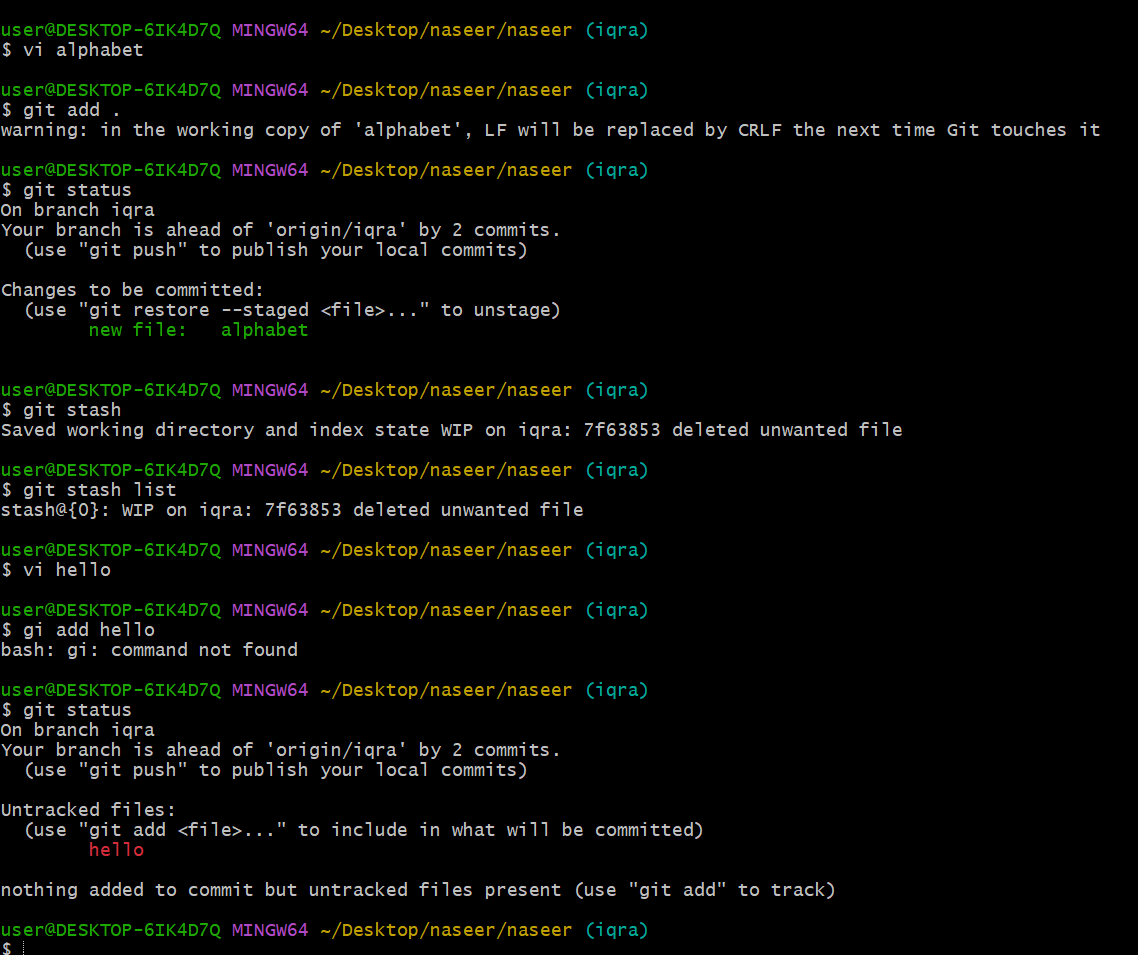 user@DESKTOP-6IK4D7Q MINGW64 ~/Desktop/naseer/naseer (iqra)
$ vi alphabet
user@DESKTOP-6IK4D7Q MINGW64 ~/Desktop/naseer/naseer (iqra)
$ git add .
warning: in the working copy of 'alphabet', LF will be replaced by CRLF the next time Git touches it
user@DESKTOP-6IK4D7Q MINGW64 ~/Desktop/naseer/naseer (iqra)
$ git status
On branch iqra
Your branch is ahead of 'origin/iqra' by 2 commits.
  (use "git push" to publish your local commits)
Changes to be committed:
  (use "git restore --staged <file>..." to unstage)
        new file:   alphabet
user@DESKTOP-6IK4D7Q MINGW64 ~/Desktop/naseer/naseer (iqra)
$ git stash
Saved working directory and index state WIP on iqra: 7f63853 deleted unwanted file
user@DESKTOP-6IK4D7Q MINGW64 ~/Desktop/naseer/naseer (iqra)
$ git stash list
stash@{0}: WIP on iqra: 7f63853 deleted unwanted file
user@DESKTOP-6IK4D7Q MINGW64 ~/Desktop/naseer/naseer (iqra)
$ vi hello
user@DESKTOP-6IK4D7Q MINGW64 ~/Desktop/naseer/naseer (iqra)
$ gi add hello
bash: gi: command not found
user@DESKTOP-6IK4D7Q MINGW64 ~/Desktop/naseer/naseer (iqra)
$ git status
On branch iqra
Your branch is ahead of 'origin/iqra' by 2 commits.
  (use "git push" to publish your local commits)
Untracked files:
  (use "git add <file>..." to include in what will be committed)
        hello
nothing added to commit but untracked files present (use "git add" to track)
user@DESKTOP-6IK4D7Q MINGW64 ~/Desktop/naseer/naseer (iqra)
$